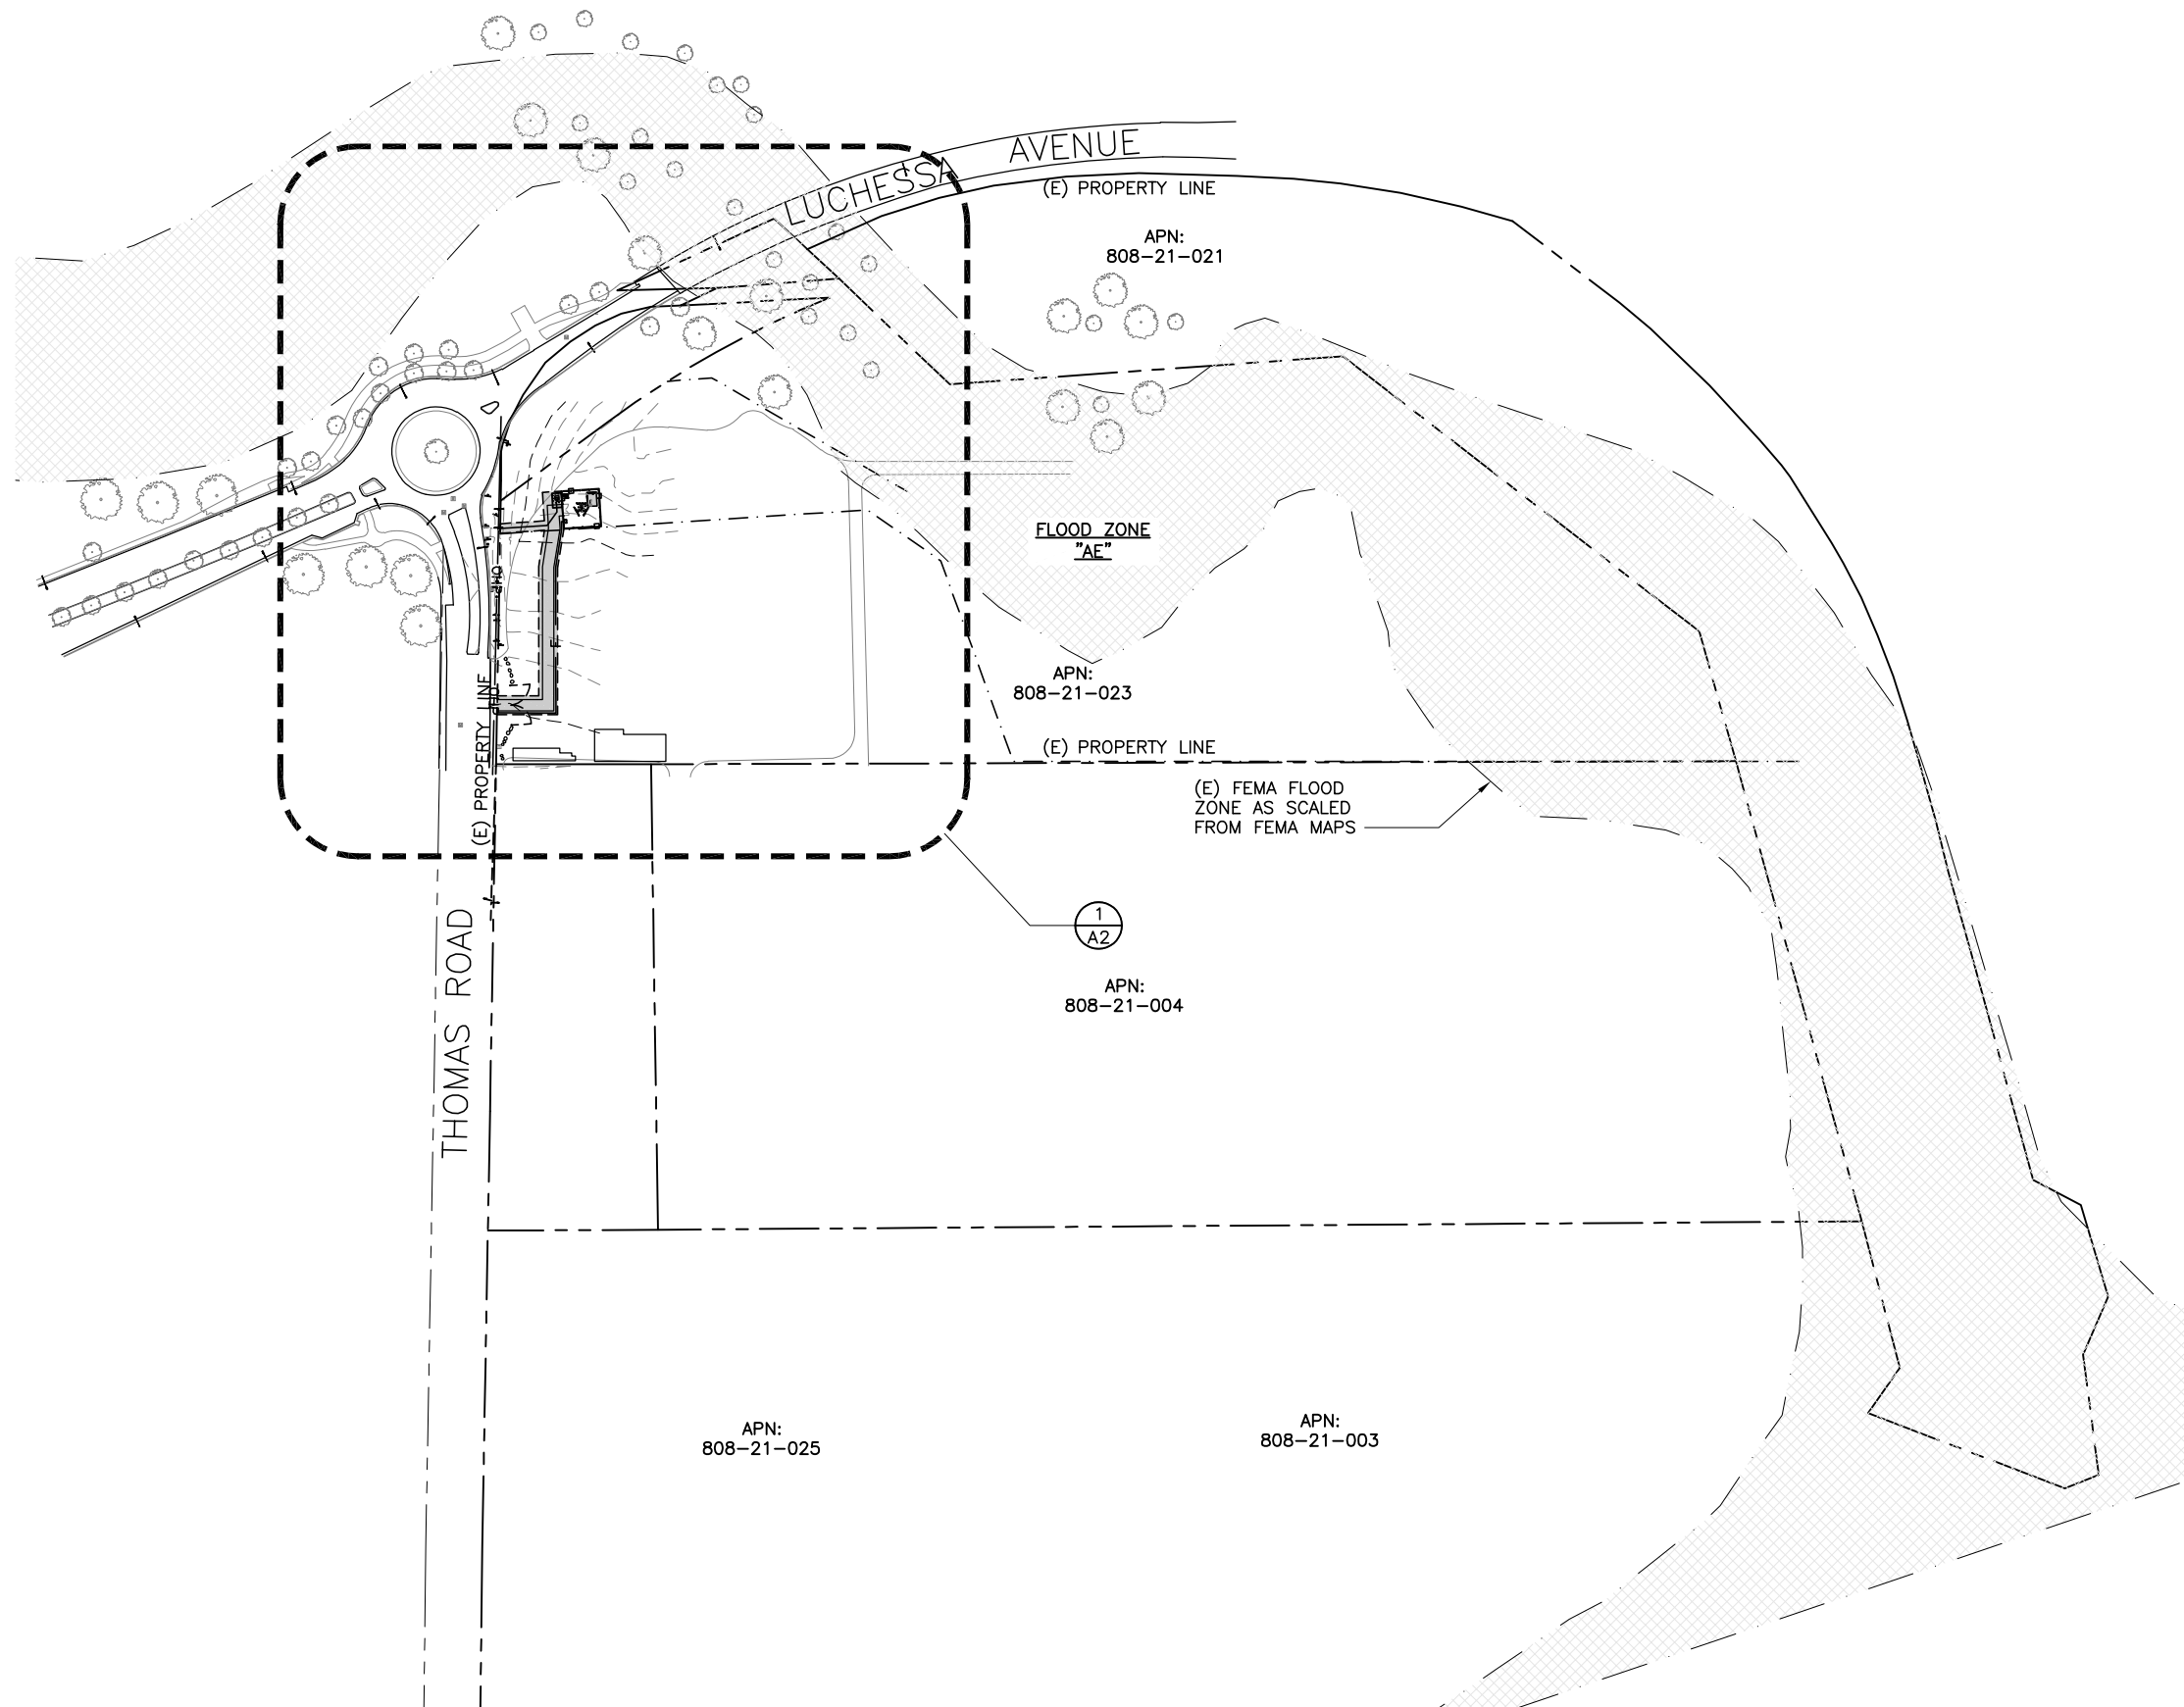 LUCHESSA AVENUE
(E) PROPERTY LINE
APN:
808-21-021
FLOOD ZONE
"AE"
APN:
808-21-023
(E) PROPERTY LINE
(E) PROPERTY LINE
(E) FEMA FLOOD
ZONE AS SCALED
FROM FEMA MAPS
1
A2
THOMAS ROAD
APN:
808-21-004
APN:
808-21-025
APN:
808-21-003